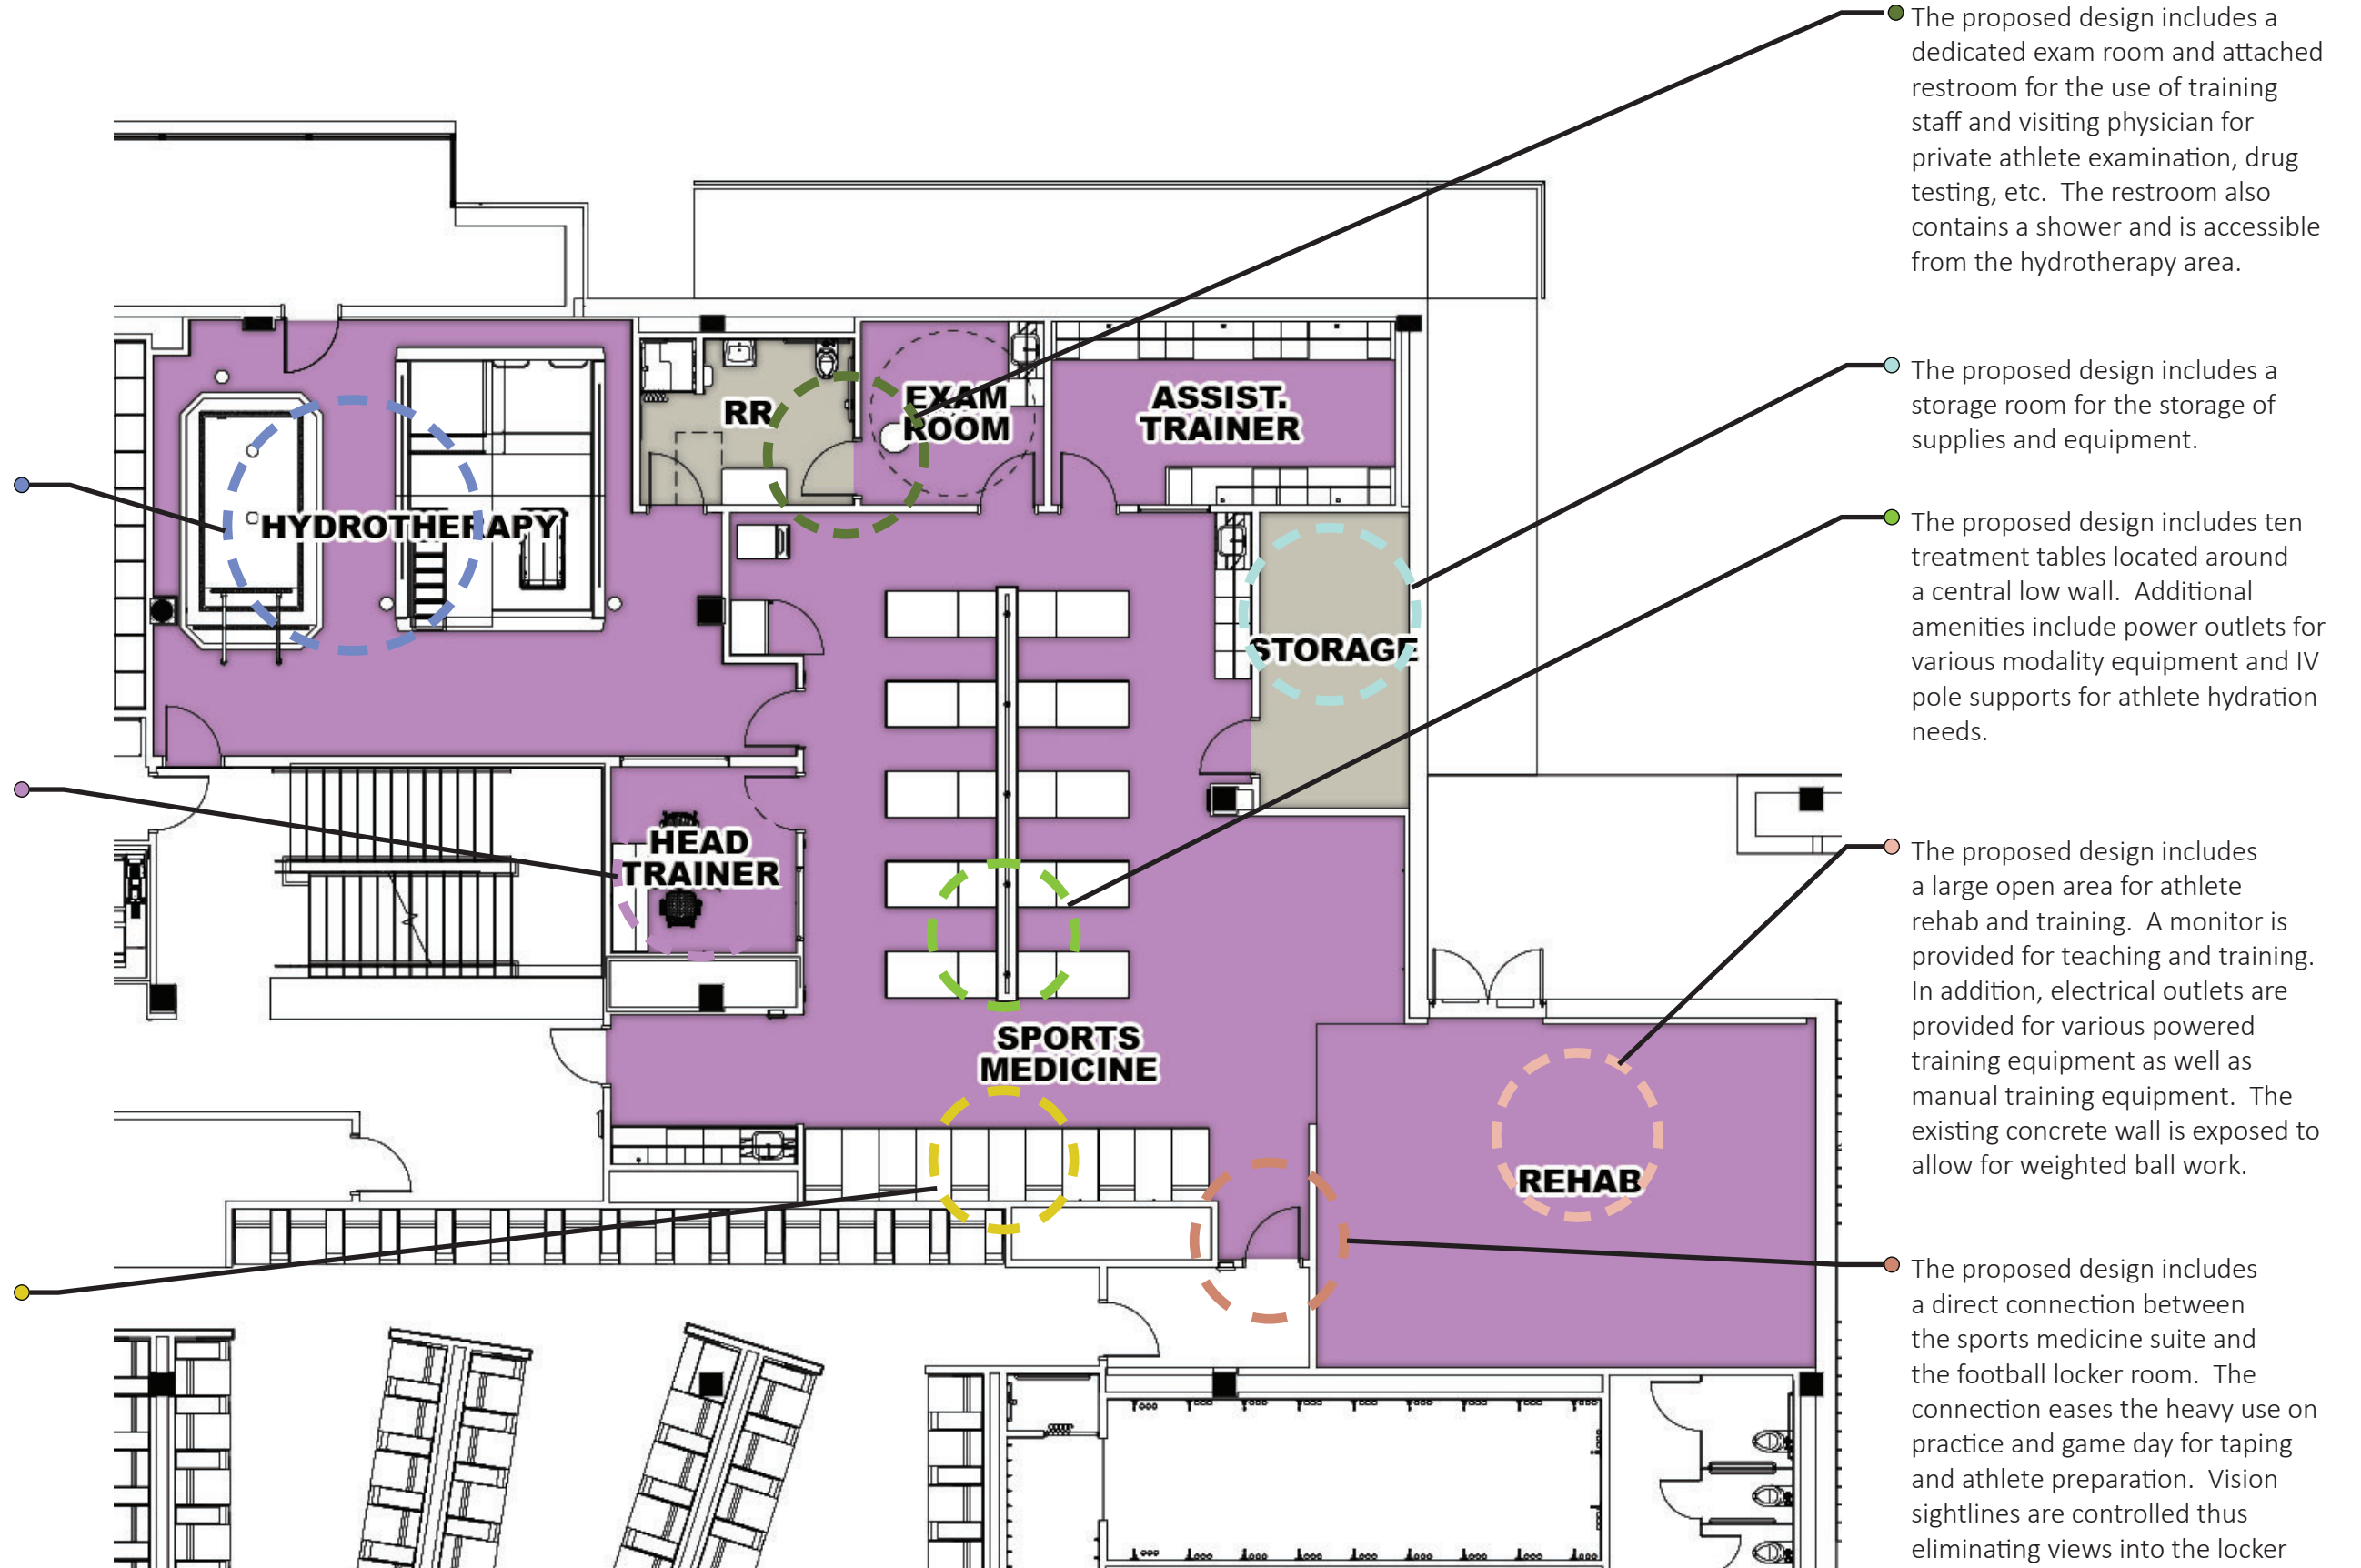 The proposed design includes a
dedicated exam room and attached
restroom for the use of training
staff and visiting physician for
private athlete examination, drug
testing, etc.  The restroom also
contains a shower and is accessible
from the hydrotherapy area.
The proposed design includes a
storage room for the storage of
supplies and equipment.
The proposed design includes ten
treatment tables located around
a central low wall.  Additional
amenities include power outlets for
various modality equipment and IV
pole supports for athlete hydration
needs.
The proposed design includes
a large open area for athlete
rehab and training.  A monitor is
provided for teaching and training.
In addition, electrical outlets are
provided for various powered
training equipment as well as
manual training equipment.  The
existing concrete wall is exposed to
allow for weighted ball work.
The proposed design includes
a direct connection between
the sports medicine suite and
the football locker room.  The
connection eases the heavy use on
practice and game day for taping
and athlete preparation.  Vision
sightlines are controlled thus
eliminating views into the locker
RR
EXAM
ROOM
ASSIST.
TRAINER
HYDROTHERAPY
STORAGE
HEAD
TRAINER
SPORTS
MEDICINE
REHAB